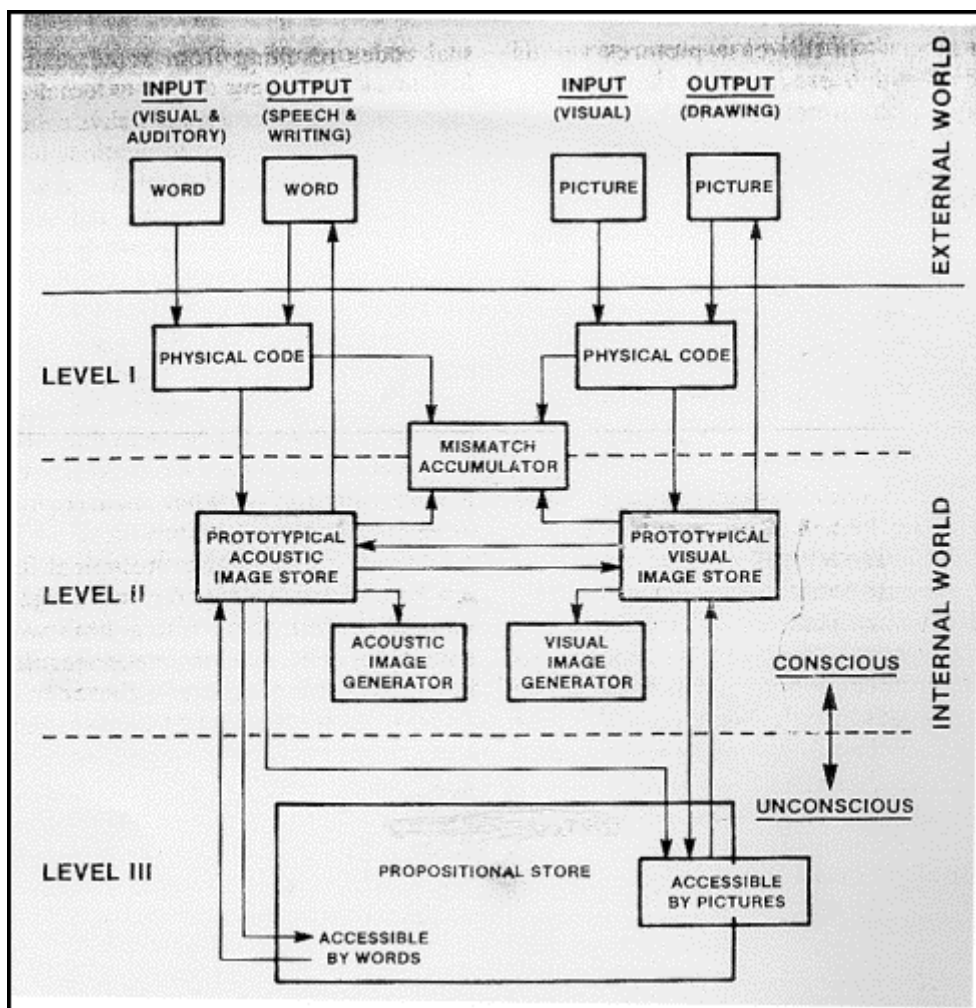 INPUT
(VISUAL &
AUDITORY)
OUTPUT
(SPEECH &
WRITING)
INPUT
(VISUAL)
OUTPUT
(DRAWING)
WORD
WORD
PICTURE
PICTURE
EXTERNAL WORLD
LEVEL I
PHYSICAL CODE
PHYSICAL CODE
MISMATCH
ACCUMULATOR
LEVEL iI
PROTOTYPICAL
ACOUSTIC
IMAGE STORE
PROTOTYPICAL
VISUAL
IMAGE STORE
ACOUSTIC
IMAGE
GENERATOR
VISUAL
IMAGE
GENERATOR
INTERNAL WORLD
CONSCIOUS
UNCONSCIOUS
LEVEL III
PROPOSITIONAL STORE
ACCESSIBLE
BY PICTURES
ACCESSIBLE
BY WORDS